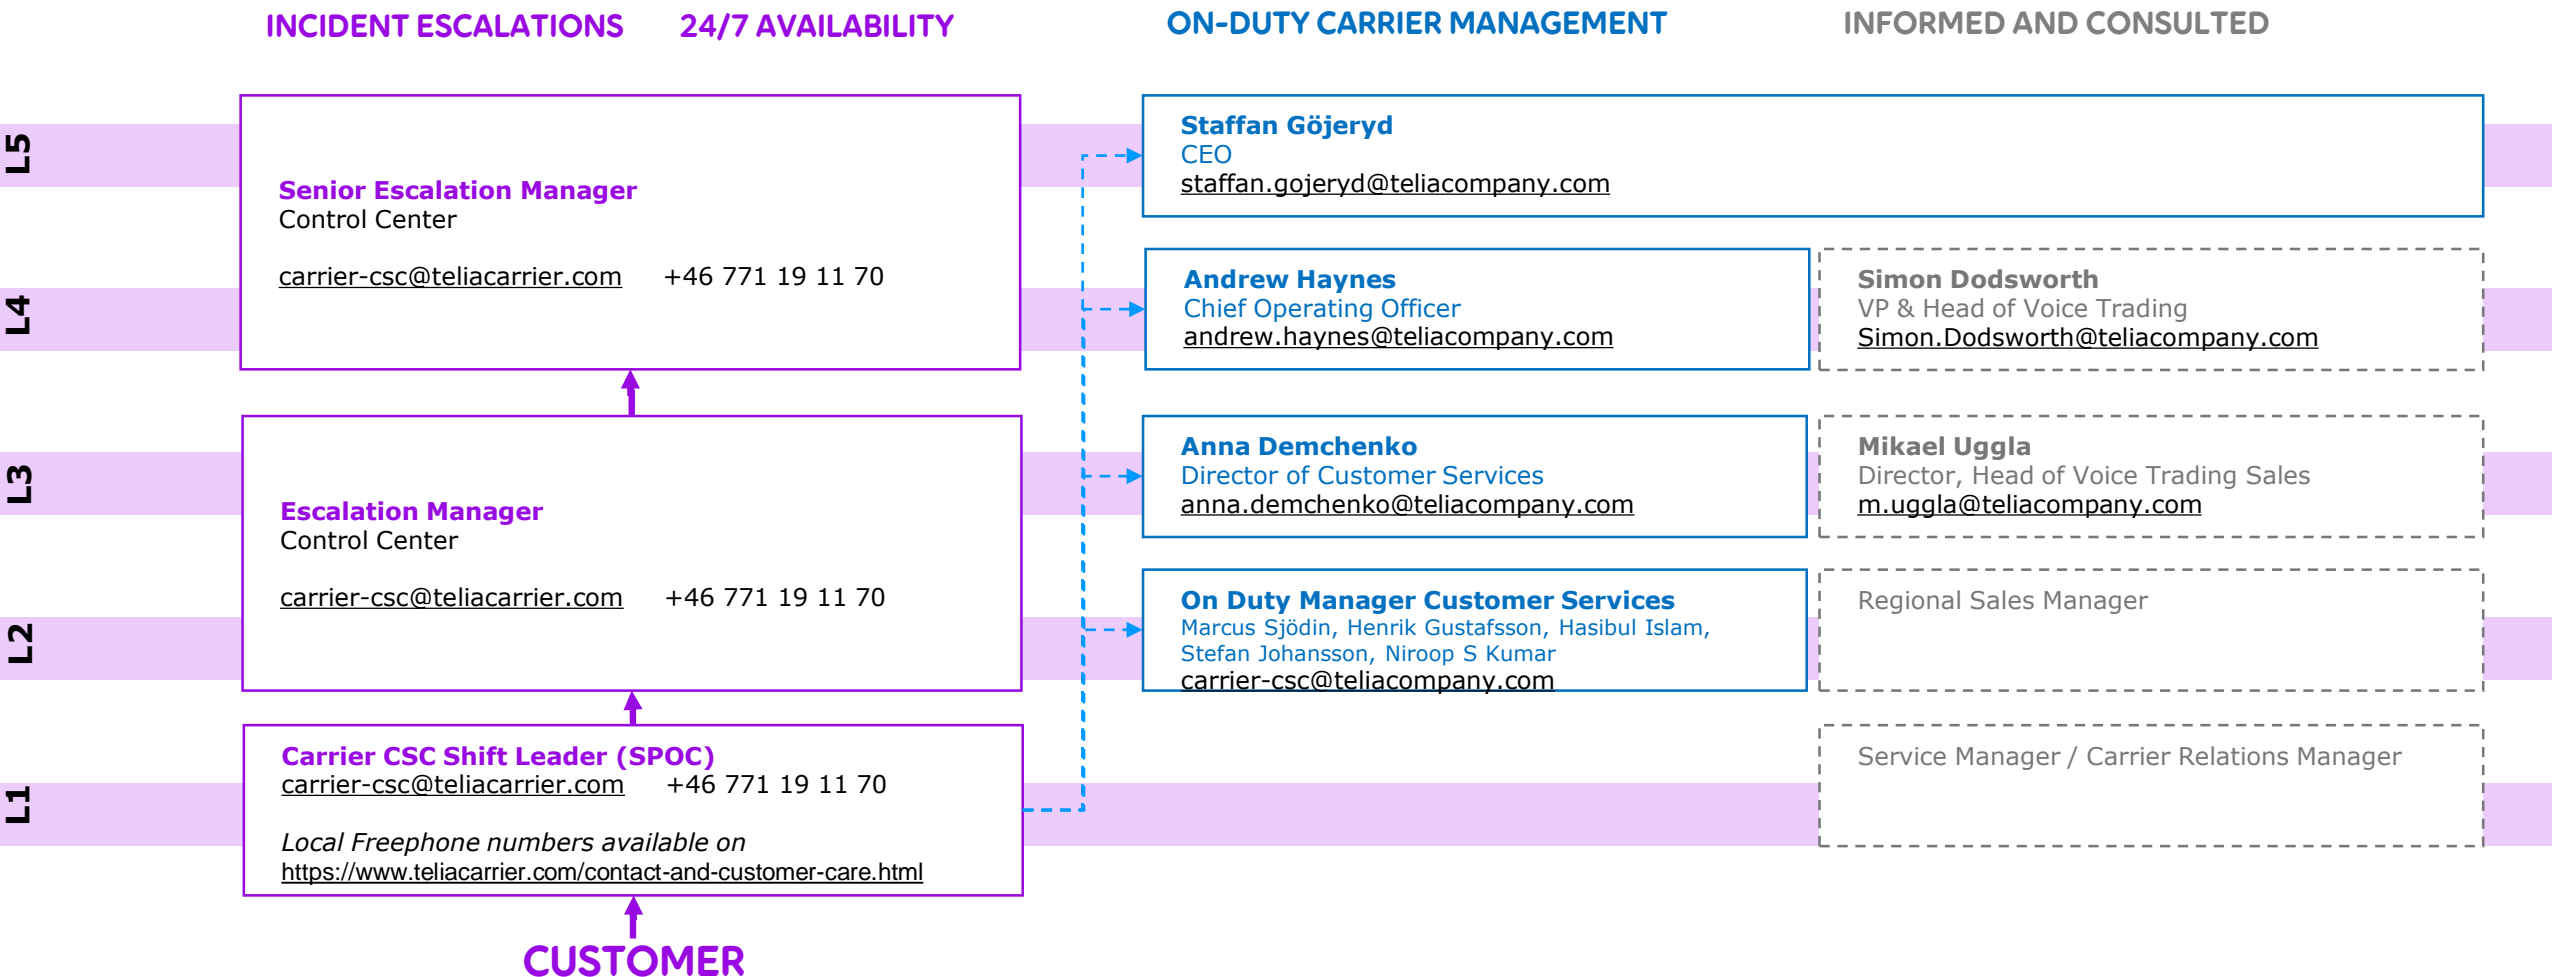 INCIDENT ESCALATIONS 24/7 AVAILABILITY
ON-DUTY CARRIER MANAGEMENT
INFORMED AND CONSULTED
L5
L4
L3
L2
L1
Senior Escalation Manager
Control Center
carrier-csc@teliacarrier.com +46 771 19 11 70
Escalation Manager
Control Center
carrier-csc@teliacarrier.com +46 771 19 11 70
Carrier CSC Shift Leader (SPOC)
carrier-csc@teliacarrier.com +46 771 19 11 70
Local Freephone numbers available on
https://www.teliacarrier.com/contact-and-customer-care.html
CUSTOMER
Staffan Göjeryd
CEO
staffan.gojeryd@teliacompany.com
Andrew Haynes
Chief Operating Officer
andrew.haynes@teliacompany.com
Anna Demchenko
Director of Customer Services
anna.demchenko@teliacompany.com
On Duty Manager Customer Services
Marcus Sjödin, Henrik Gustafsson, Hasibul Islam,
Stefan Johansson, Niroop S Kumar
carrier-csc@teliacompany.com
Simon Dodsworth
VP & Head of Voice Trading
Simon.Dodsworth@teliacompany.com
Mikael Uggla
Director, Head of Voice Trading Sales
m.uggla@teliacompany.com
Regional Sales Manager
Service Manager / Carrier Relations Manager